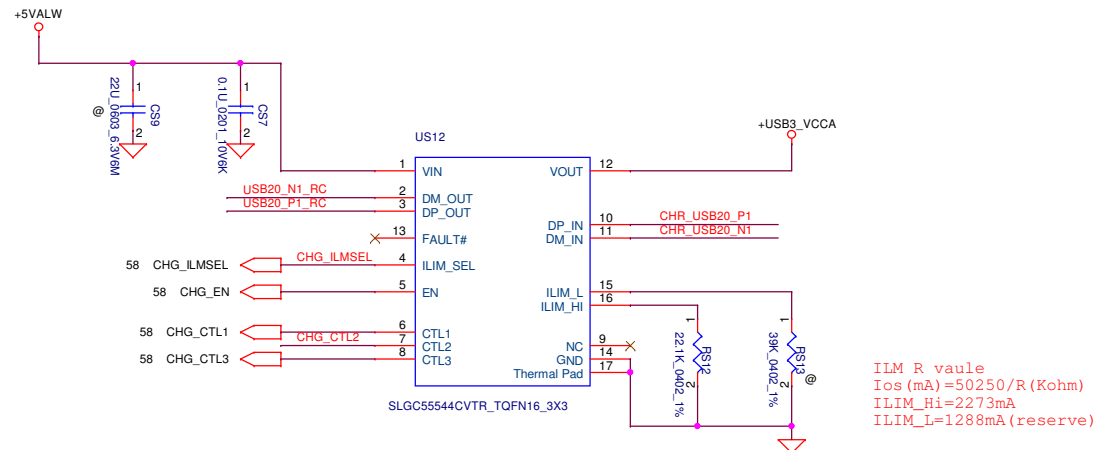 +5VALW
1
2
22U_0603_6.3V6M
@
CS9
1
2
0.1U_0201_10V6K
CS7
US12
+USB3_VCCA
1 VIN
VOUT 12
USB20_N1_RC 2 DM_OUT
USB20_P1_RC 3 DP_OUT
DP_IN 10 CHR_USB20_P1
DM_IN 11 CHR_USB20_N1
13 FAULT#
58 CHG_ILMSEL CHG_ILMSEL 4 ILIM_SEL
58 CHG_EN 5 EN
ILIM_L 15
ILIM_HI 16
58 CHG_CTL1 6 CTL1
CHG_CTL2 7 CTL2
58 CHG_CTL3 8 CTL3
NC 9
GND 14
Thermal Pad 17
1
2
22.1K_0402_1%
RS12
1
2
39K_0402_1%
RS13
@
SLGC55544CVTR_TQFN16_3X3
ILM R vaule
Ios(mA)=50250/R(Kohm)
ILIM_Hi=2273mA
ILIM_L=1288mA(reserve)